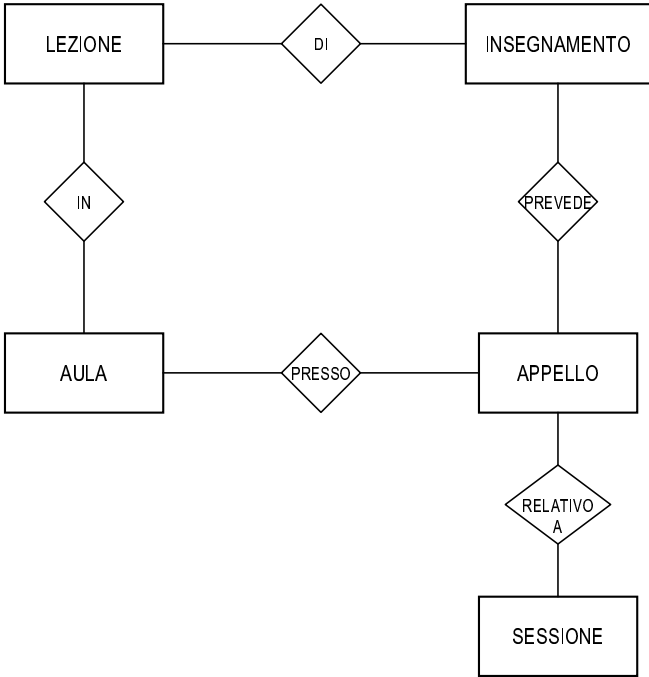 LEZIONE
DI
INSEGNAMENTO
IN
PREVEDE
AULA
PRESSO
APPELLO
RELATIVO
A
SESSIONE